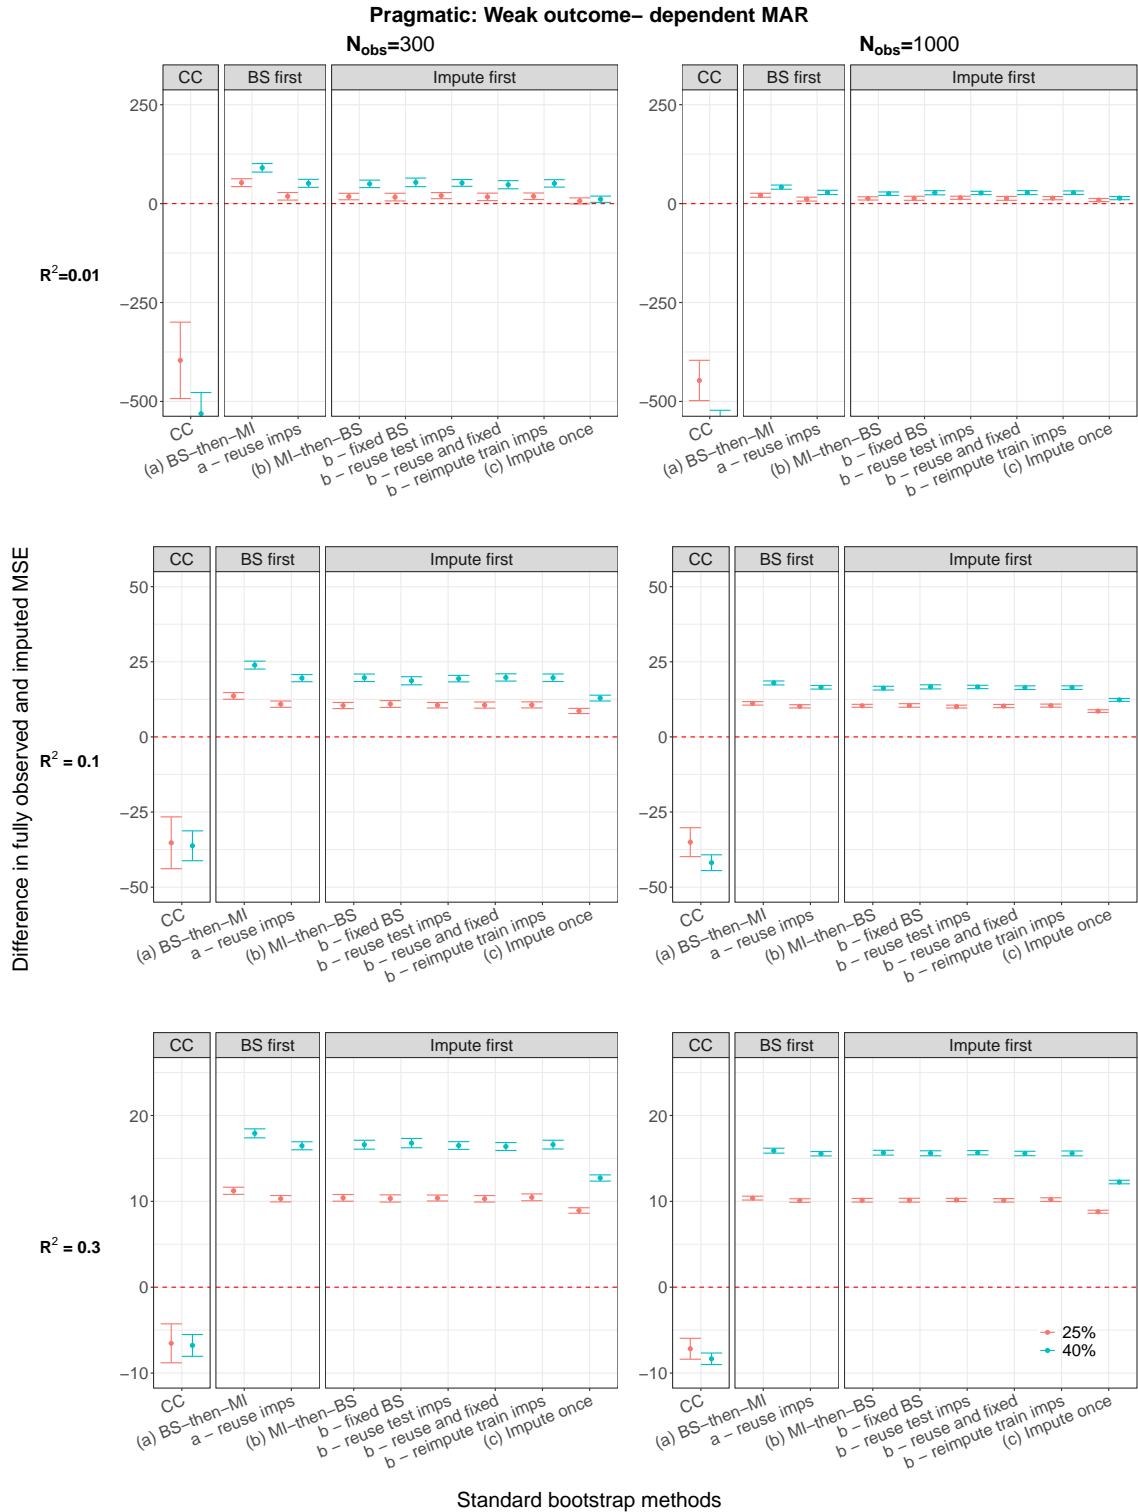 Pragmatic: Weak outcome− dependent MAR
Nobs=300
Nobs=1000
Difference in fully observed and imputed MSE
R²=0.01
CC
BS first
Impute first
250
0
−250
−500
CC
(a) BS−then−MI
a − reuse imps
(b) MI−then−BS
b − fixed BS
b − reuse test imps
b − reuse and fixed
b − reimpute train imps
(c) Impute once
CC
BS first
Impute first
250
0
−250
−500
CC
(a) BS−then−MI
a − reuse imps
(b) MI−then−BS
b − fixed BS
b − reuse test imps
b − reuse and fixed
b − reimpute train imps
(c) Impute once
R² = 0.1
CC
BS first
Impute first
50
25
0
−25
−50
CC
(a) BS−then−MI
a − reuse imps
(b) MI−then−BS
b − fixed BS
b − reuse test imps
b − reuse and fixed
b − reimpute train imps
(c) Impute once
CC
BS first
Impute first
50
25
0
−25
−50
CC
(a) BS−then−MI
a − reuse imps
(b) MI−then−BS
b − fixed BS
b − reuse test imps
b − reuse and fixed
b − reimpute train imps
(c) Impute once
R² = 0.3
CC
BS first
Impute first
20
10
0
−10
CC
(a) BS−then−MI
a − reuse imps
(b) MI−then−BS
b − fixed BS
b − reuse test imps
b − reuse and fixed
b − reimpute train imps
(c) Impute once
CC
BS first
Impute first
20
10
0
−10
25%
40%
CC
(a) BS−then−MI
a − reuse imps
(b) MI−then−BS
b − fixed BS
b − reuse test imps
b − reuse and fixed
b − reimpute train imps
(c) Impute once
Standard bootstrap methods